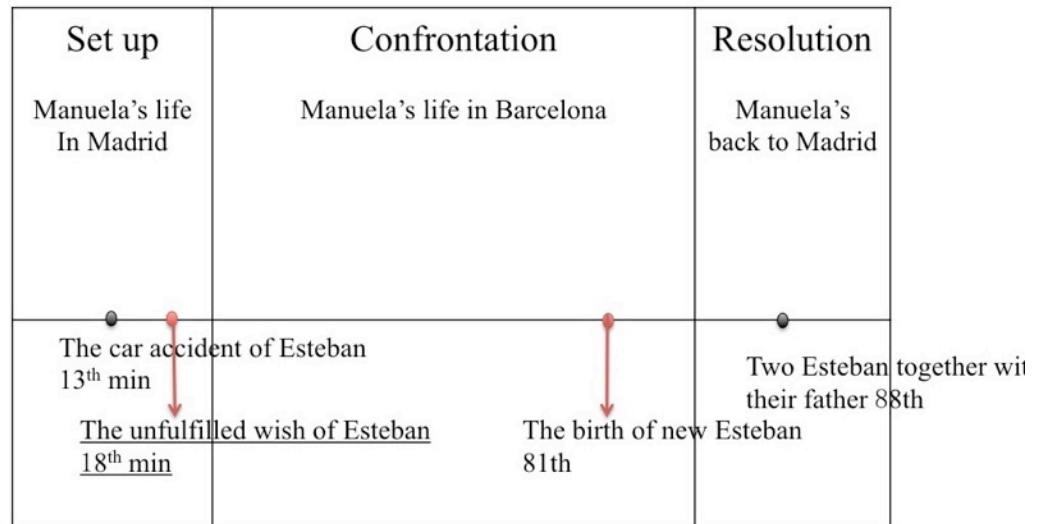 Set up
Manuela's life
In Madrid
Confrontation
Manuela's life in Barcelona
Resolution
Manuela's
back to Madrid
The car accident of Esteban
13th min
The unfulfilled wish of Esteban
18th min
The birth of new Esteban
81th
Two Esteban together wit
their father 88th